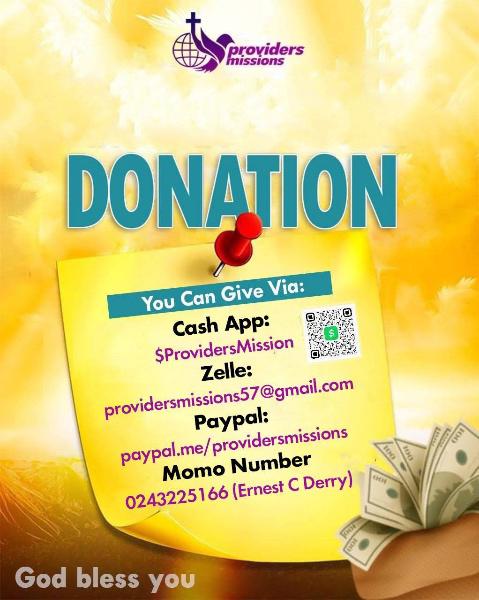 providers
missions
DONATION
You Can Give Via:
Cash App:
$ProvidersMission
Zelle:
providersmissions57@gmail.com
Paypal:
paypal.me/providersmissions
Momo Number
0243225166 (Ernest C Derry)
God bless you